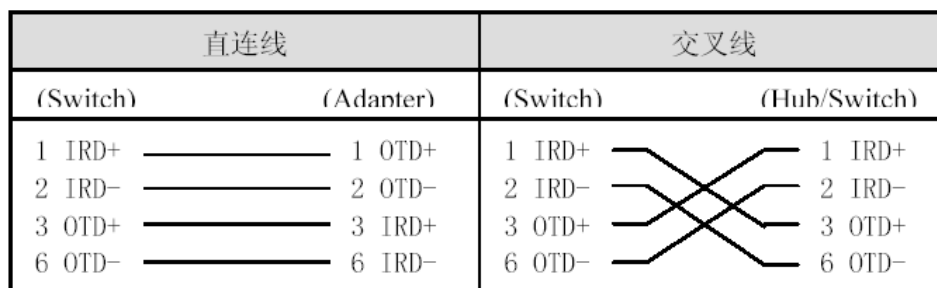 直连线 交叉线
(Switch) (Adapter) (Switch) (Hub/Switch)
1 IRD+ 1 OTD+ 1 IRD+ 1 IRD+
2 IRD- 2 OTD- 2 IRD- 2 IRD-
3 OTD+ 3 IRD+ 3 OTD+ 3 OTD+
6 OTD- 6 IRD- 6 OTD- 6 OTD-